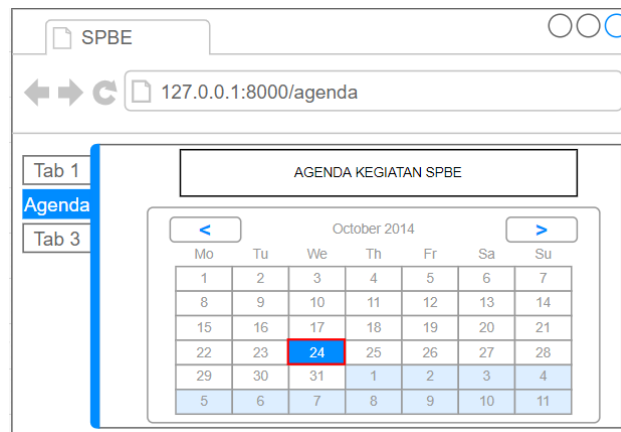 SPBE
127.0.0.1:8000/agenda
Tab 1
Agenda
Tab 3
AGENDA KEGIATAN SPBE
< October 2014 >
Mo Tu We Th Fr Sa Su
1 2 3 4 5 6 7
8 9 10 11 12 13 14
15 16 17 18 19 20 21
22 23 24 25 26 27 28
29 30 31 1 2 3 4
5 6 7 8 9 10 11